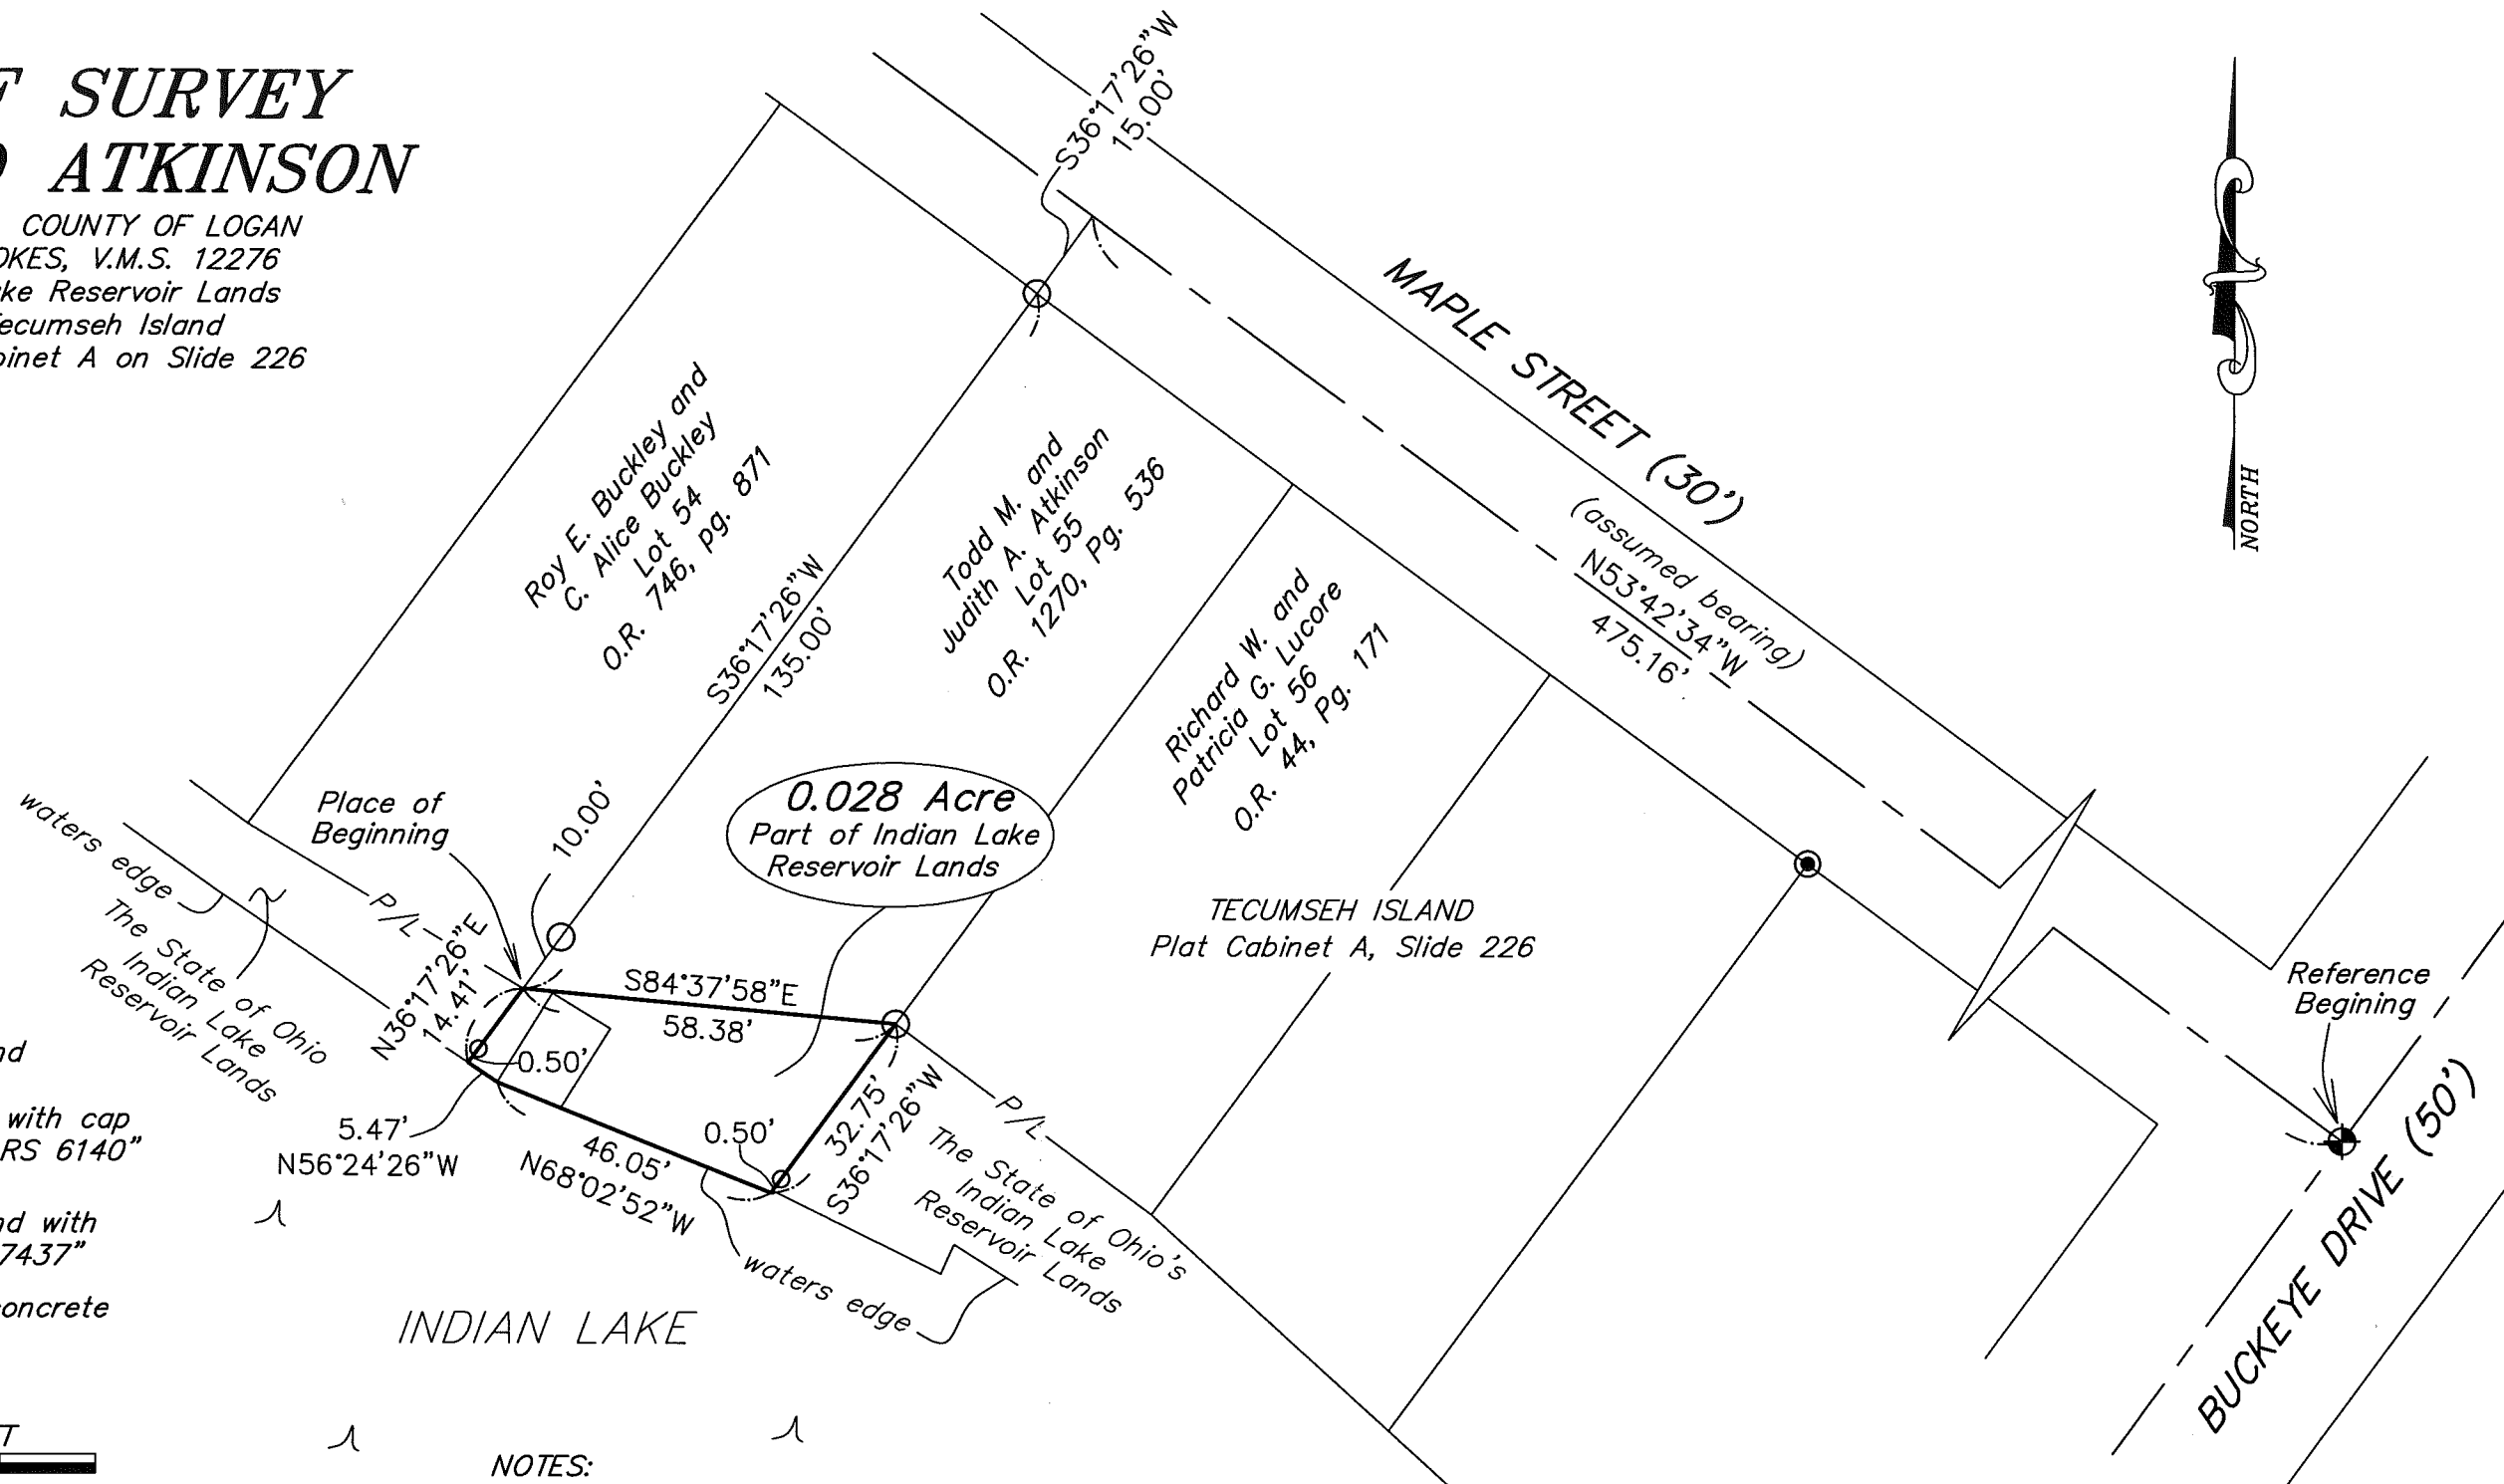 SURVEY
ATKINSON
COUNTY OF LOGAN
V.M.S. 12276
Reservoir Lands
Tecumseh Island
Cabinet A on Slide 226
S36°17'26"W
15.00'
MAPLE STREET (30')
(assumed bearing)
N53°42'34"W
475.16'
NORTH
Roy E. Buckley and
C. Alice Buckley
Lot 54
O.R. 746, pg. 871
S36°17'26"W
135.00'
Todd M. and
Judith A. Atkinson
Lot 55
O.R. 1270, Pg. 536
Richard W. and
Patricia G. Lucore
Lot 56
O.R. 44, Pg. 171
Place of
Beginning
10.00'
0.028 Acre
Part of Indian Lake
Reservoir Lands
waters edge
P/L
The State of Ohio
Indian Lake
Reservoir Lands
N36°17'26"E
14.41'
S84°37'58"E
58.38'
TECUMSEH ISLAND
Plat Cabinet A, Slide 226
Reference
Begining
BUCKEYE DRIVE (50')
0.50'
5.47'
N56°24'26"W
46.05'
N68°02'52"W
0.50'
32.75'
S36°17'26"W
P/L
The State of Ohio's
Indian Lake
Reservoir Lands
waters edge
INDIAN LAKE
with cap
RS 6140"
with
7437"
concrete
NOTES: